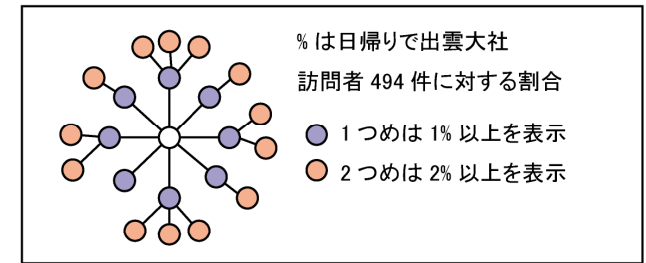 % は日帰りで出雲大社
訪問者 494 件に対する割合
1 つめは 1% 以上を表示
2 つめは 2% 以上を表示